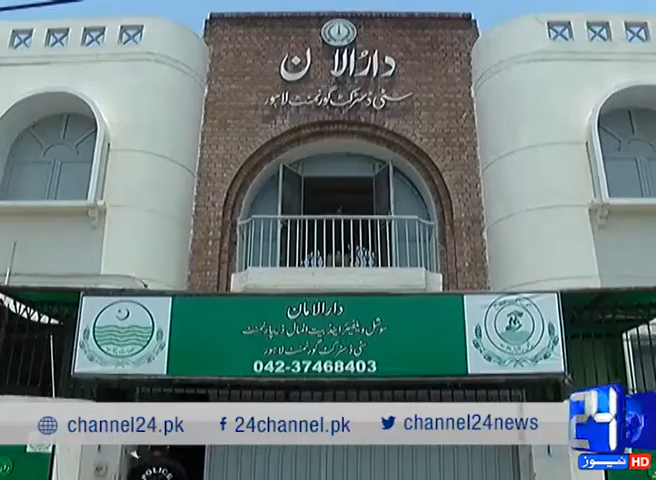 دارالامان
سٹی ڈسٹرکٹ گورنمنٹ لاہور
دارالامان
سوشل ویلفیئر اینڈ بیت المال ڈیپارٹمنٹ
سٹی ڈسٹرکٹ گورنمنٹ لاہور
042-37468403
channel24.pk 24channel.pk channel24news
24
نیوز HD
POLICE